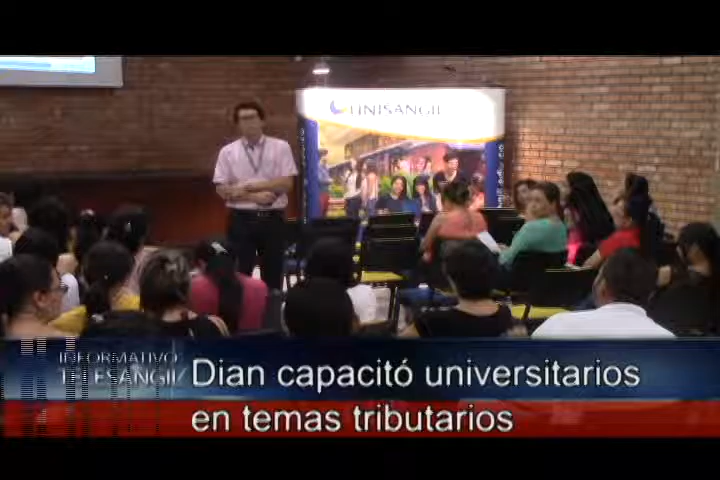 UNISANGIL
INFORMATIVO
TELESANGIL
Dian capacitó universitarios
en temas tributarios